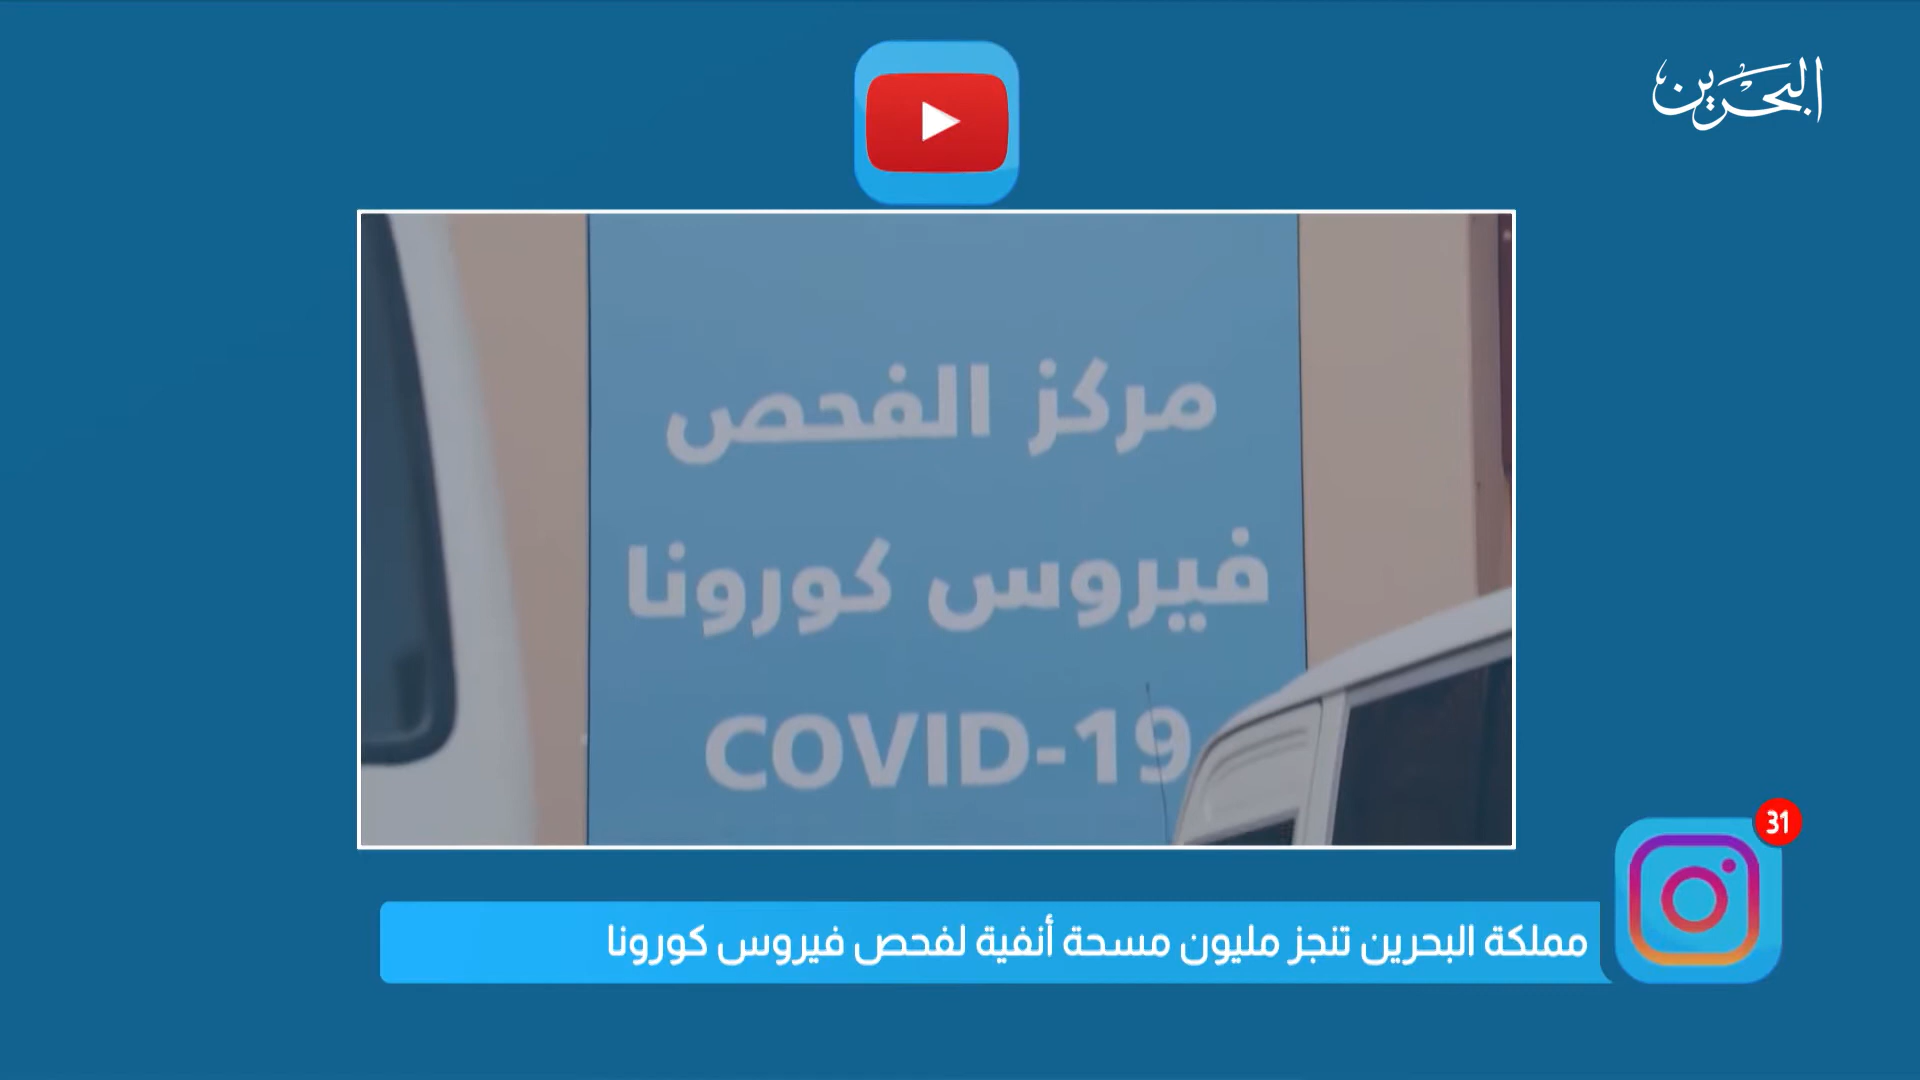 البحرين
مركز الفحص
فيروس كورونا
COVID-19
31
مملكة البحرين تنجز مليون مسحة أنفية لفحص فيروس كورونا